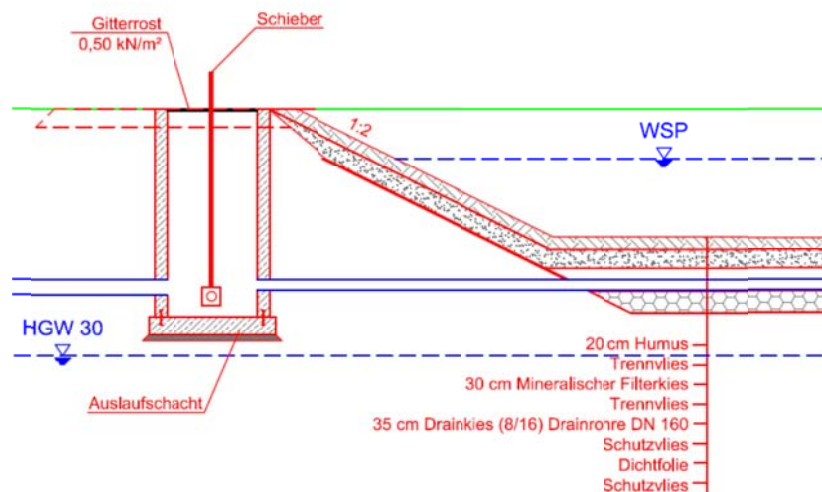 Gitterrost
0,50 kN/m²
Schieber
1:2
WSP
HGW 30
Auslaufschacht
20 cm Humus
Trennvlies
30 cm Mineralischer Filterkies
Trennvlies
35 cm Drainkies (8/16) Drainrohre DN 160
Schutzvlies
Dichtfolie
Schutzvlies